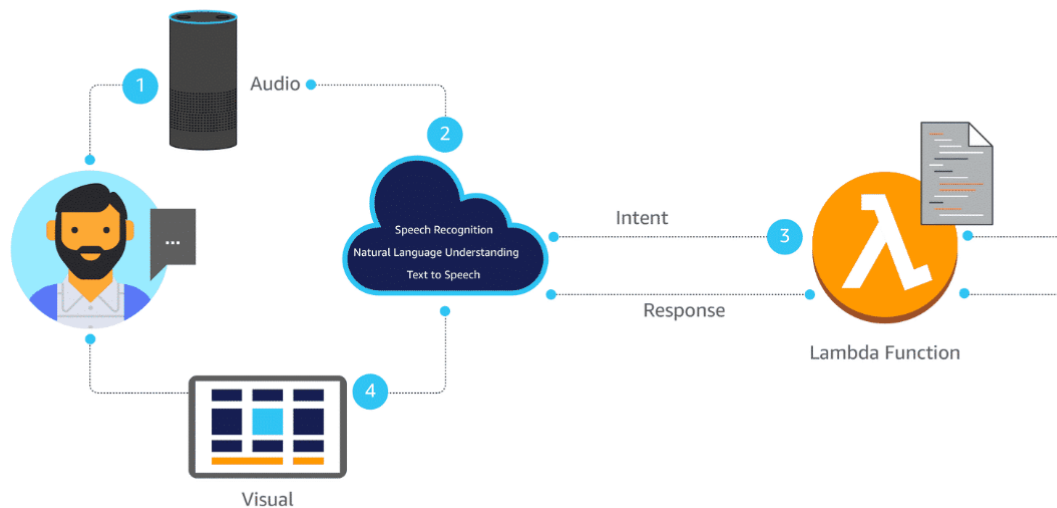 1
Audio
2
...
Speech Recognition
Natural Language Understanding
Text to Speech
Intent
3
Response
λ
Lambda Function
4
Visual